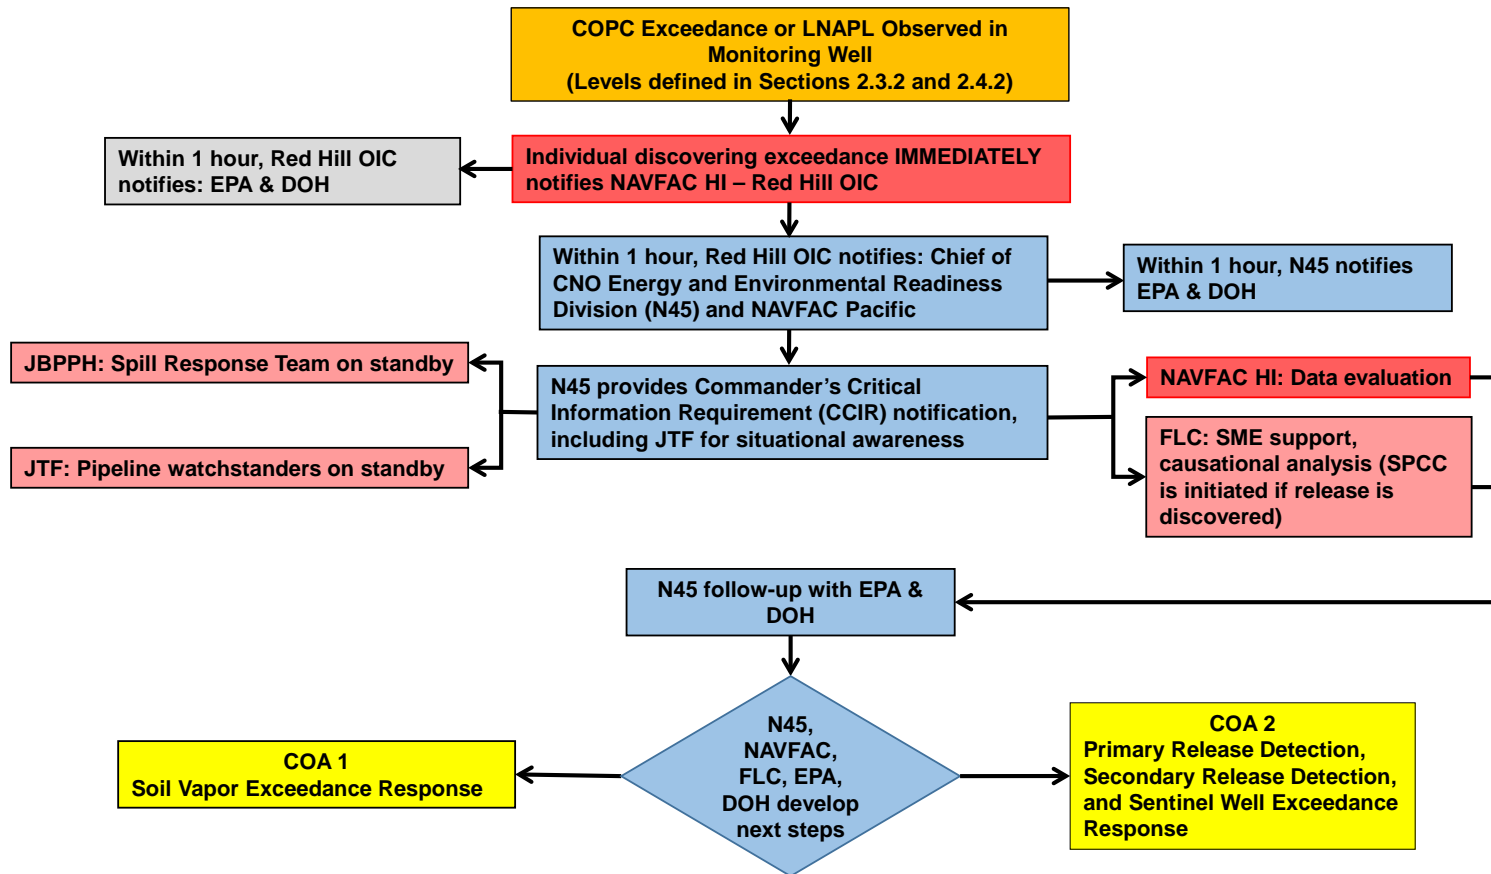 COPC Exceedance or LNAPL Observed in
Monitoring Well
(Levels defined in Sections 2.3.2 and 2.4.2)
Within 1 hour, Red Hill OIC
notifies: EPA & DOH
Individual discovering exceedance IMMEDIATELY
notifies NAVFAC HI – Red Hill OIC
Within 1 hour, Red Hill OIC notifies: Chief of
CNO Energy and Environmental Readiness
Division (N45) and NAVFAC Pacific
Within 1 hour, N45 notifies
EPA & DOH
JBPPH: Spill Response Team on standby
JTF: Pipeline watchstanders on standby
N45 provides Commander’s Critical
Information Requirement (CCIR) notification,
including JTF for situational awareness
NAVFAC HI: Data evaluation
FLC: SME support,
causational analysis (SPCC
is initiated if release is
discovered)
N45 follow-up with EPA &
DOH
N45,
NAVFAC,
FLC, EPA,
DOH develop
next steps
COA 1
Soil Vapor Exceedance Response
COA 2
Primary Release Detection,
Secondary Release Detection,
and Sentinel Well Exceedance
Response